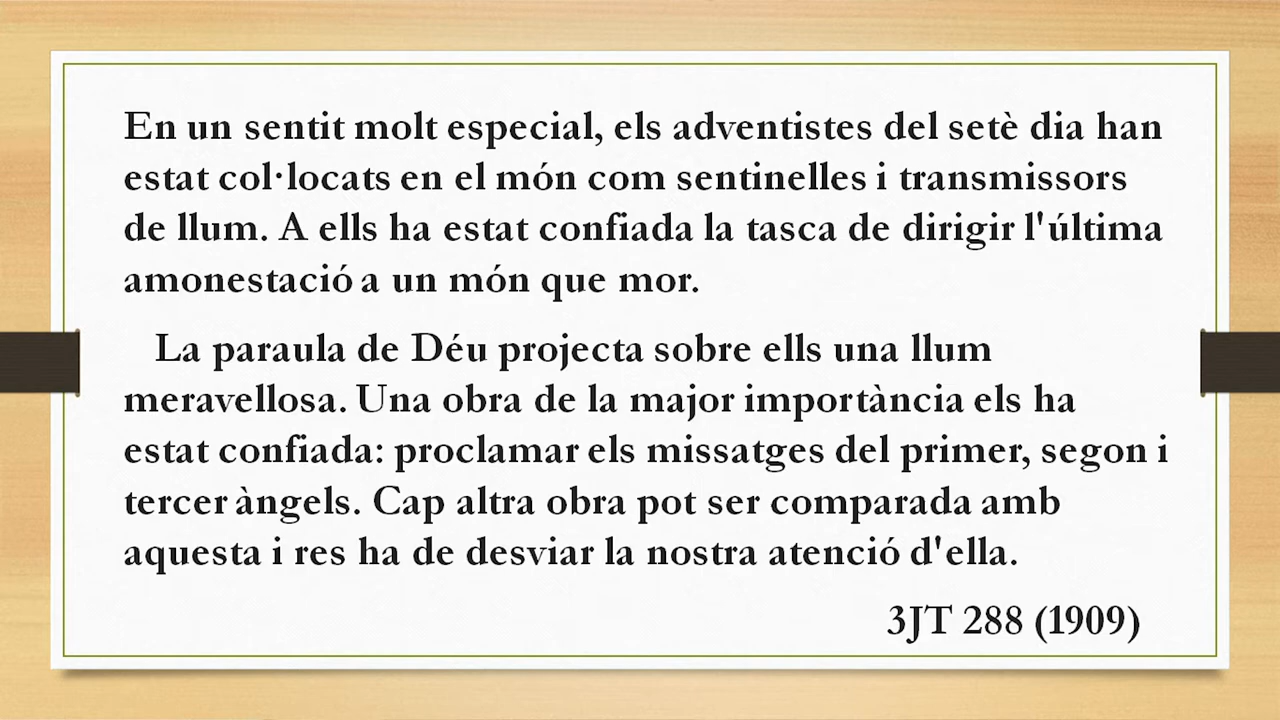 En un sentit molt especial, els adventistes del setè dia han
estat col·locats en el món com sentinelles i transmissors
de llum. A ells ha estat confiada la tasca de dirigir l'última
amonestació a un món que mor.
La paraula de Déu projecta sobre ells una llum
meravellosa. Una obra de la major importància els ha
estat confiada: proclamar els missatges del primer, segon i
tercer àngels. Cap altra obra pot ser comparada amb
aquesta i res ha de desviar la nostra atenció d'ella.
3JT 288 (1909)